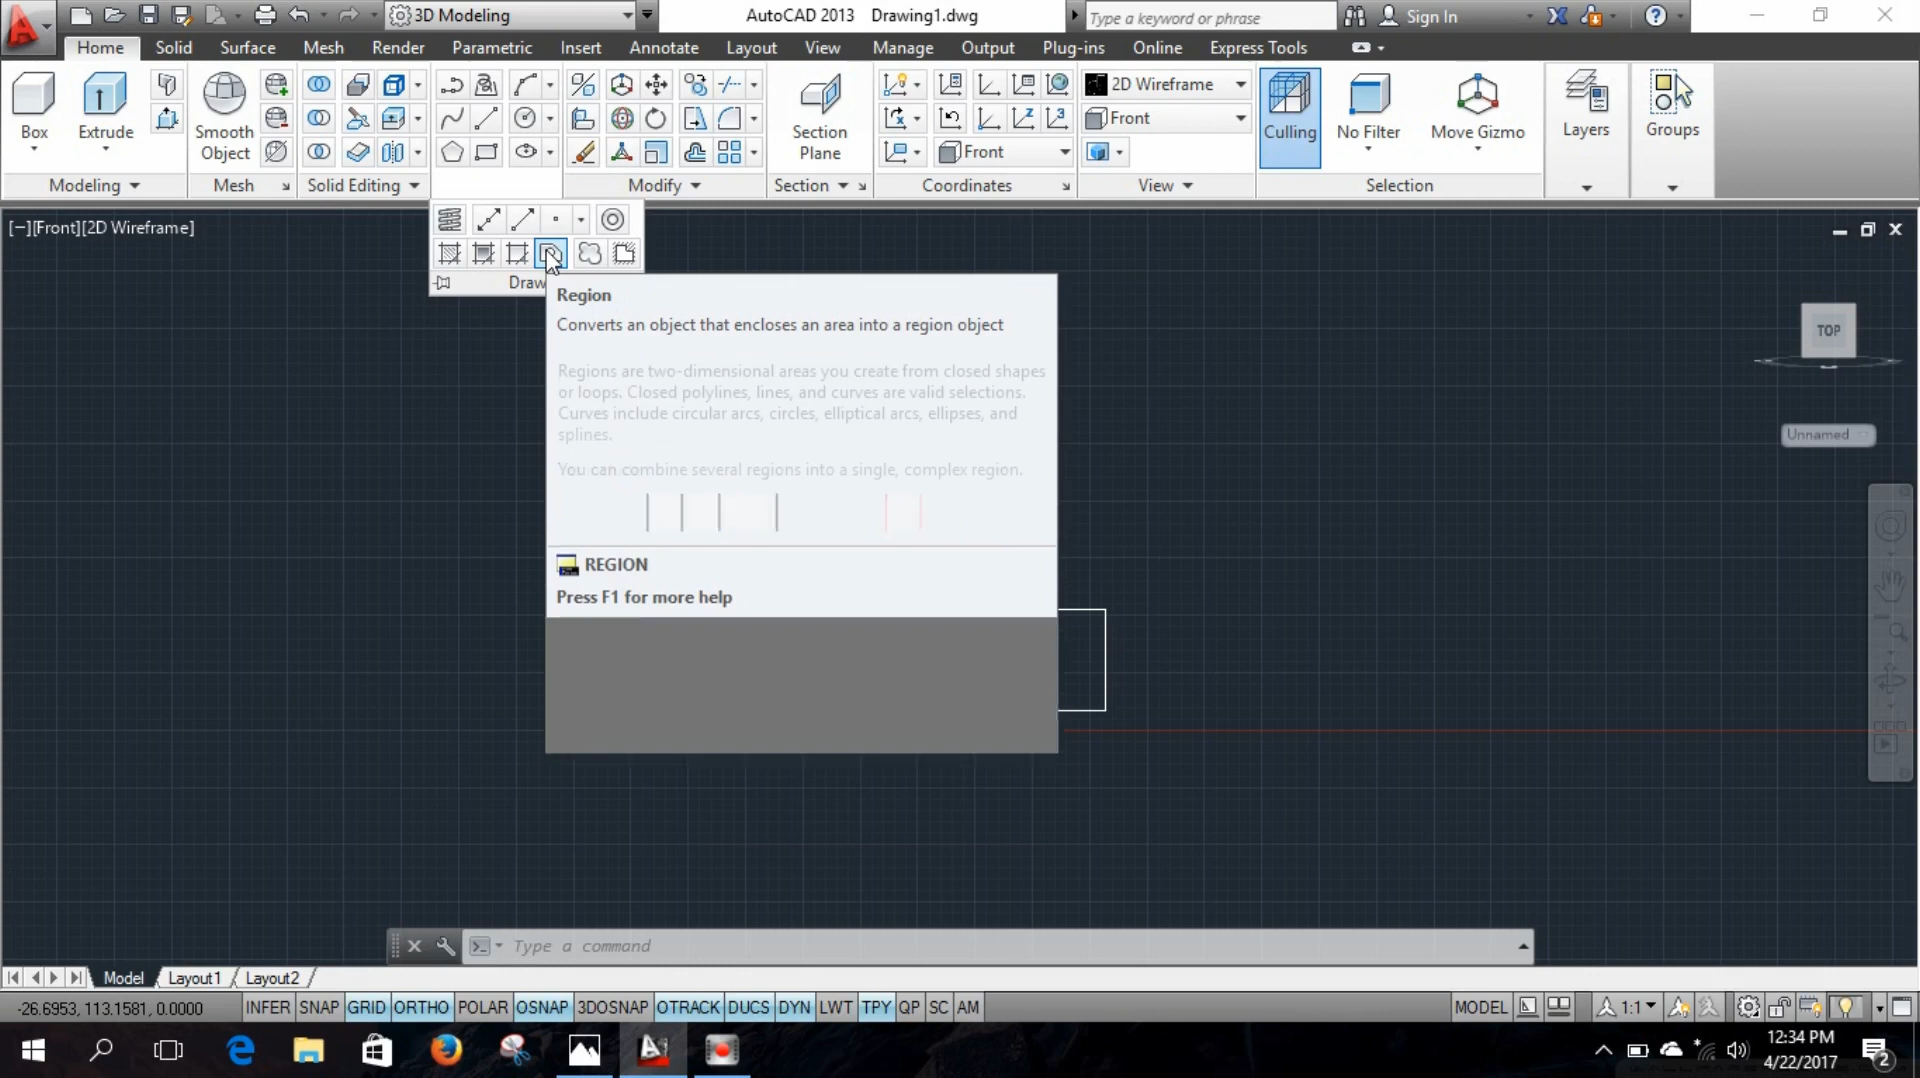 3D Modeling
AutoCAD 2013 Drawing1.dwg
Type a keyword or phrase
Sign In
Home Solid Surface Mesh Render Parametric Insert Annotate Layout View Manage Output Plug-ins Online Express Tools
2D Wireframe
Front
Front
Box
Extrude
Smooth
Object
Section
Plane
Culling
No Filter
Move Gizmo
Layers
Groups
Modeling Mesh Solid Editing Modify Section Coordinates View Selection
[−][Front][2D Wireframe]
Draw
Region
Converts an object that encloses an area into a region object
Regions are two-dimensional areas you create from closed shapes
or loops. Closed polylines, lines, and curves are valid selections.
Curves include circular arcs, circles, elliptical arcs, ellipses, and
splines.
You can combine several regions into a single, complex region.
REGION
Press F1 for more help
TOP
Unnamed
Type a command
Model Layout1 Layout2
-26.6953, 113.1581, 0.0000 INFER SNAP GRID ORTHO POLAR OSNAP 3DOSNAP OTRACK DUCS DYN LWT TPY QP SC AM MODEL 1:1
12:34 PM
4/22/2017
2